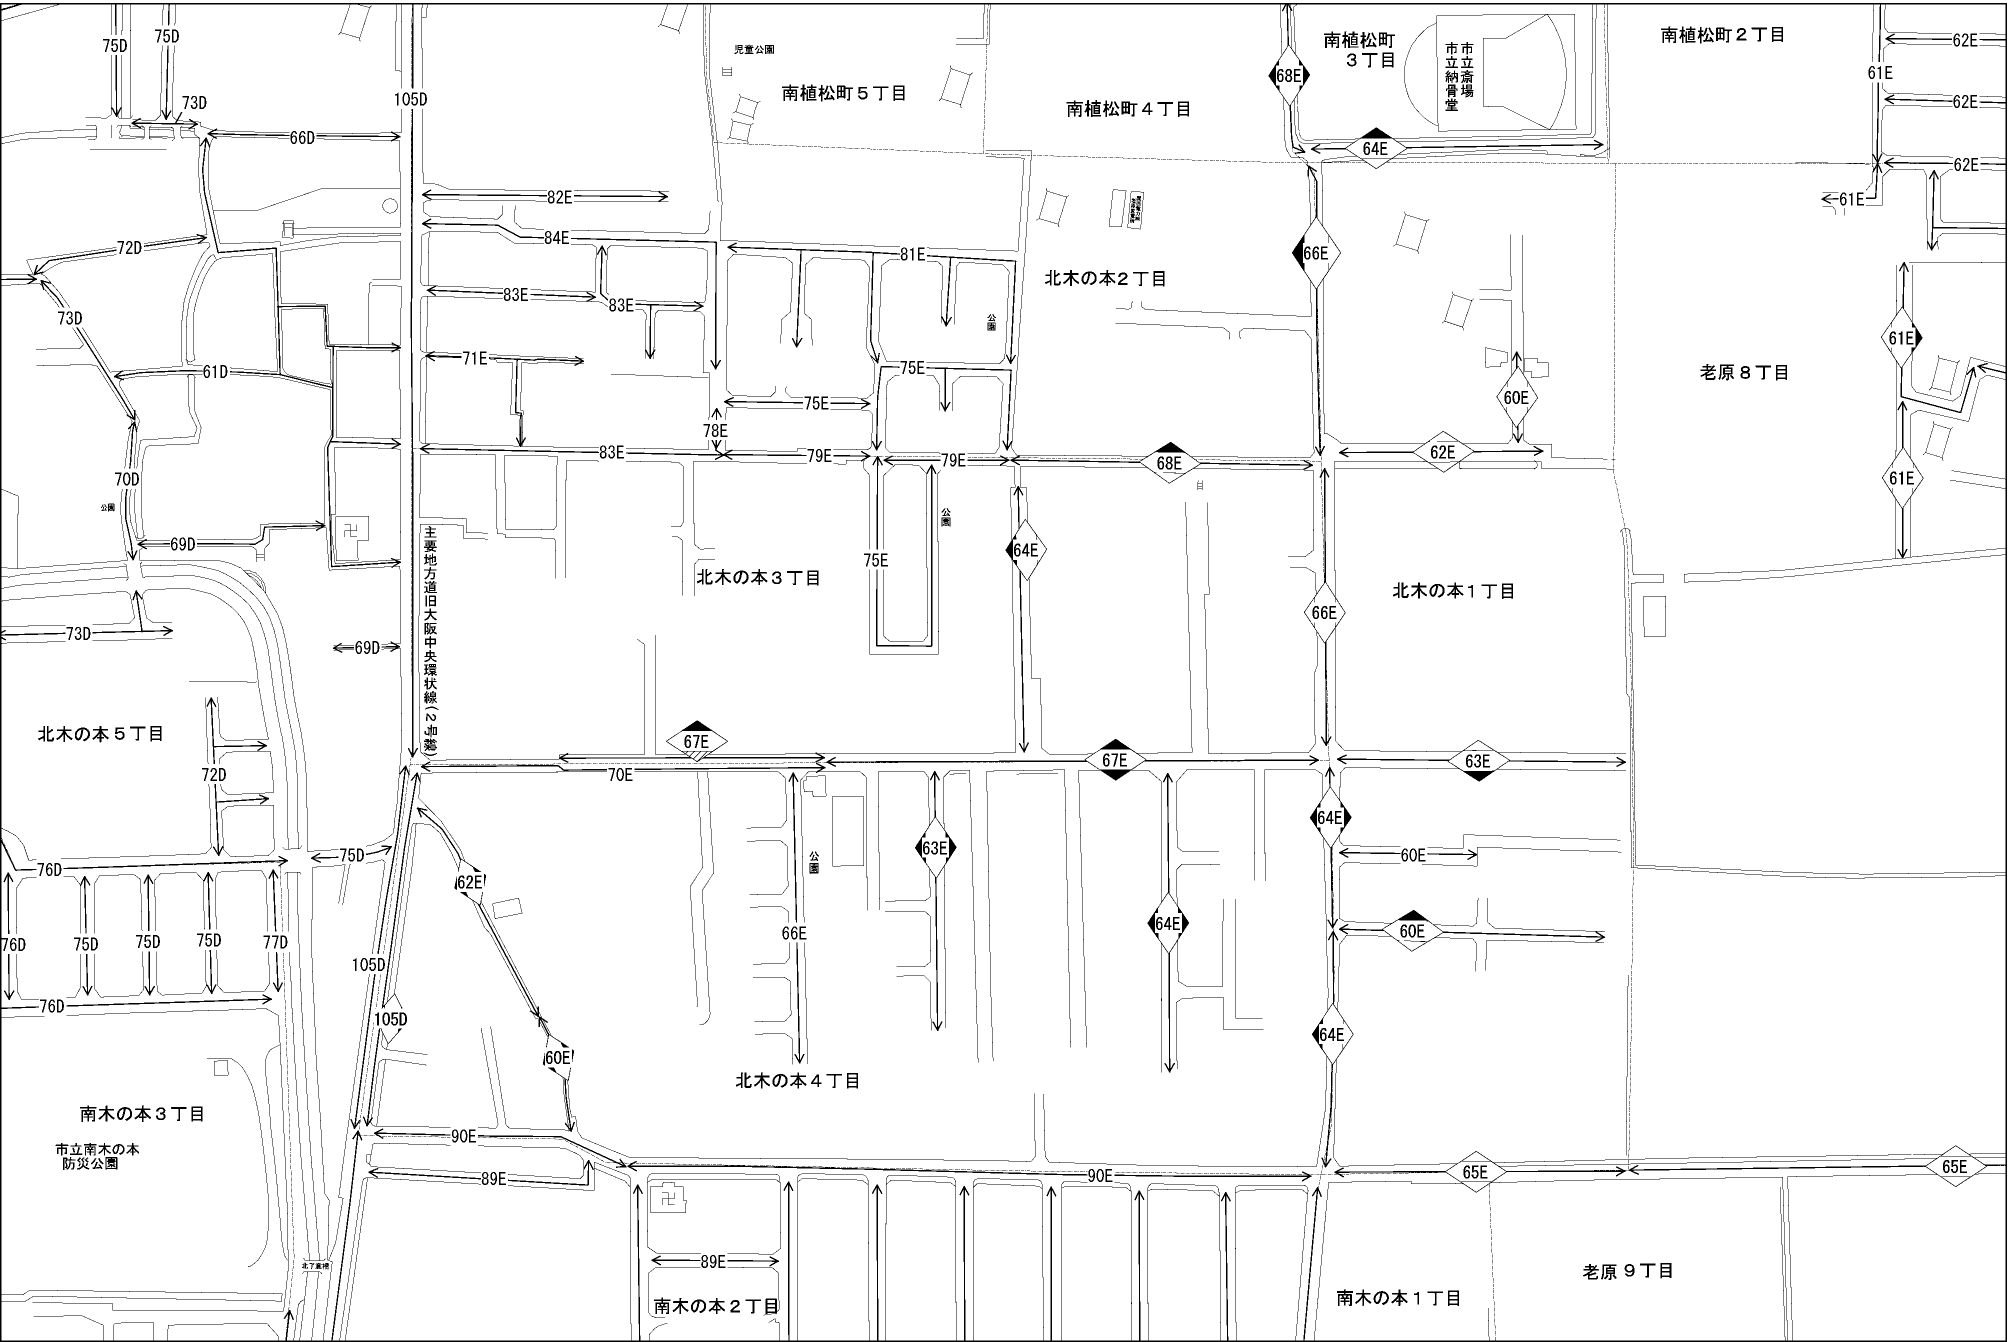 75D
75D
73D
105D
66D
児童公園
南植松町５丁目
南植松町４丁目
68E
南植松町
３丁目
市立斎場
市立納骨堂
64E
南植松町２丁目
61E
62E
62E
62E
61E
82E
84E
83E
83E
81E
72D
73D
61D
71E
75E
75E
78E
公園
北木の本２丁目
66E
老原８丁目
61E
60E
83E
79E
79E
68E
62E
61E
70D
公園
69D
主要地方道旧大阪中央環状線（２号線）
北木の本３丁目
75E
公園
64E
北木の本１丁目
66E
73D
69D
北木の本５丁目
72D
67E
70E
67E
63E
76D
75D
62E
公園
63E
64E
60E
76D
75D
75D
75D
77D
105D
66E
64E
60E
76D
105D
60E
64E
北木の本４丁目
南木の本３丁目
市立南木の本
防災公園
90E
89E
90E
65E
65E
89E
南木の本２丁目
南木の本１丁目
老原９丁目